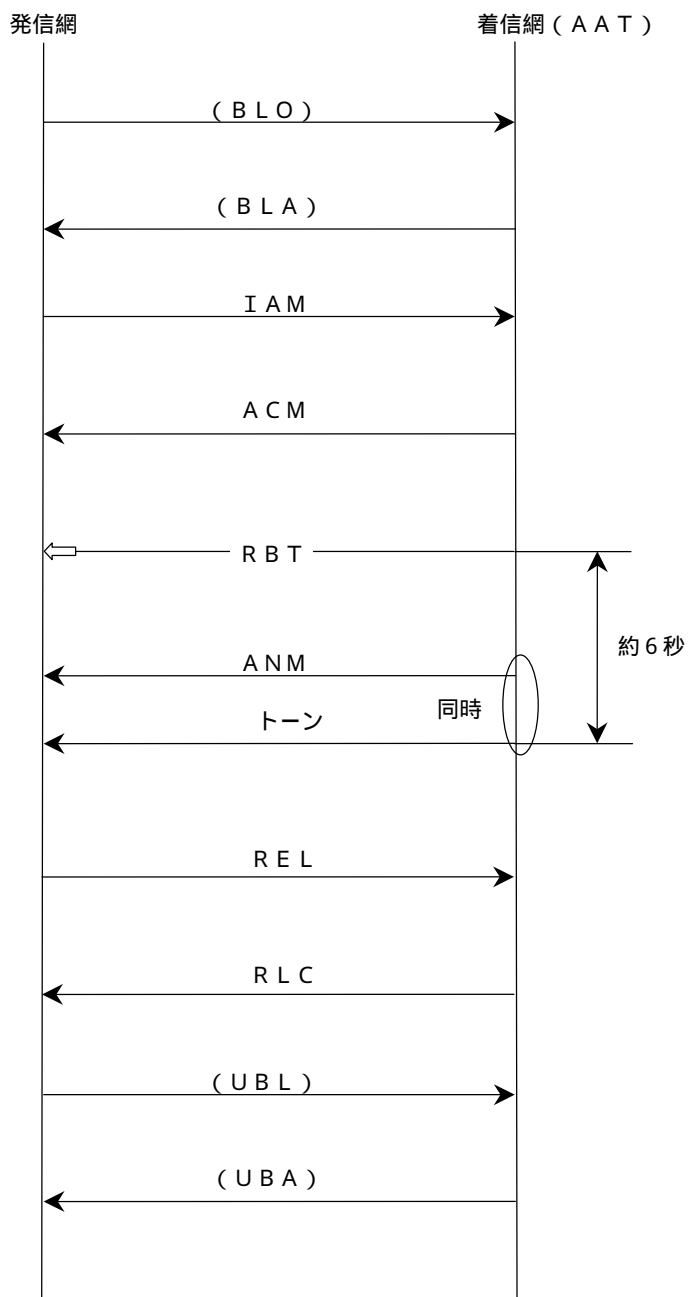 発信網
着信網（ＡＡＴ）
（ＢＬＯ）
（ＢＬＡ）
ＩＡＭ
ＡＣＭ
ＲＢＴ
約６秒
ＡＮＭ
同時
トーン
ＲＥＬ
ＲＬＣ
（ＵＢＬ）
（ＵＢＡ）